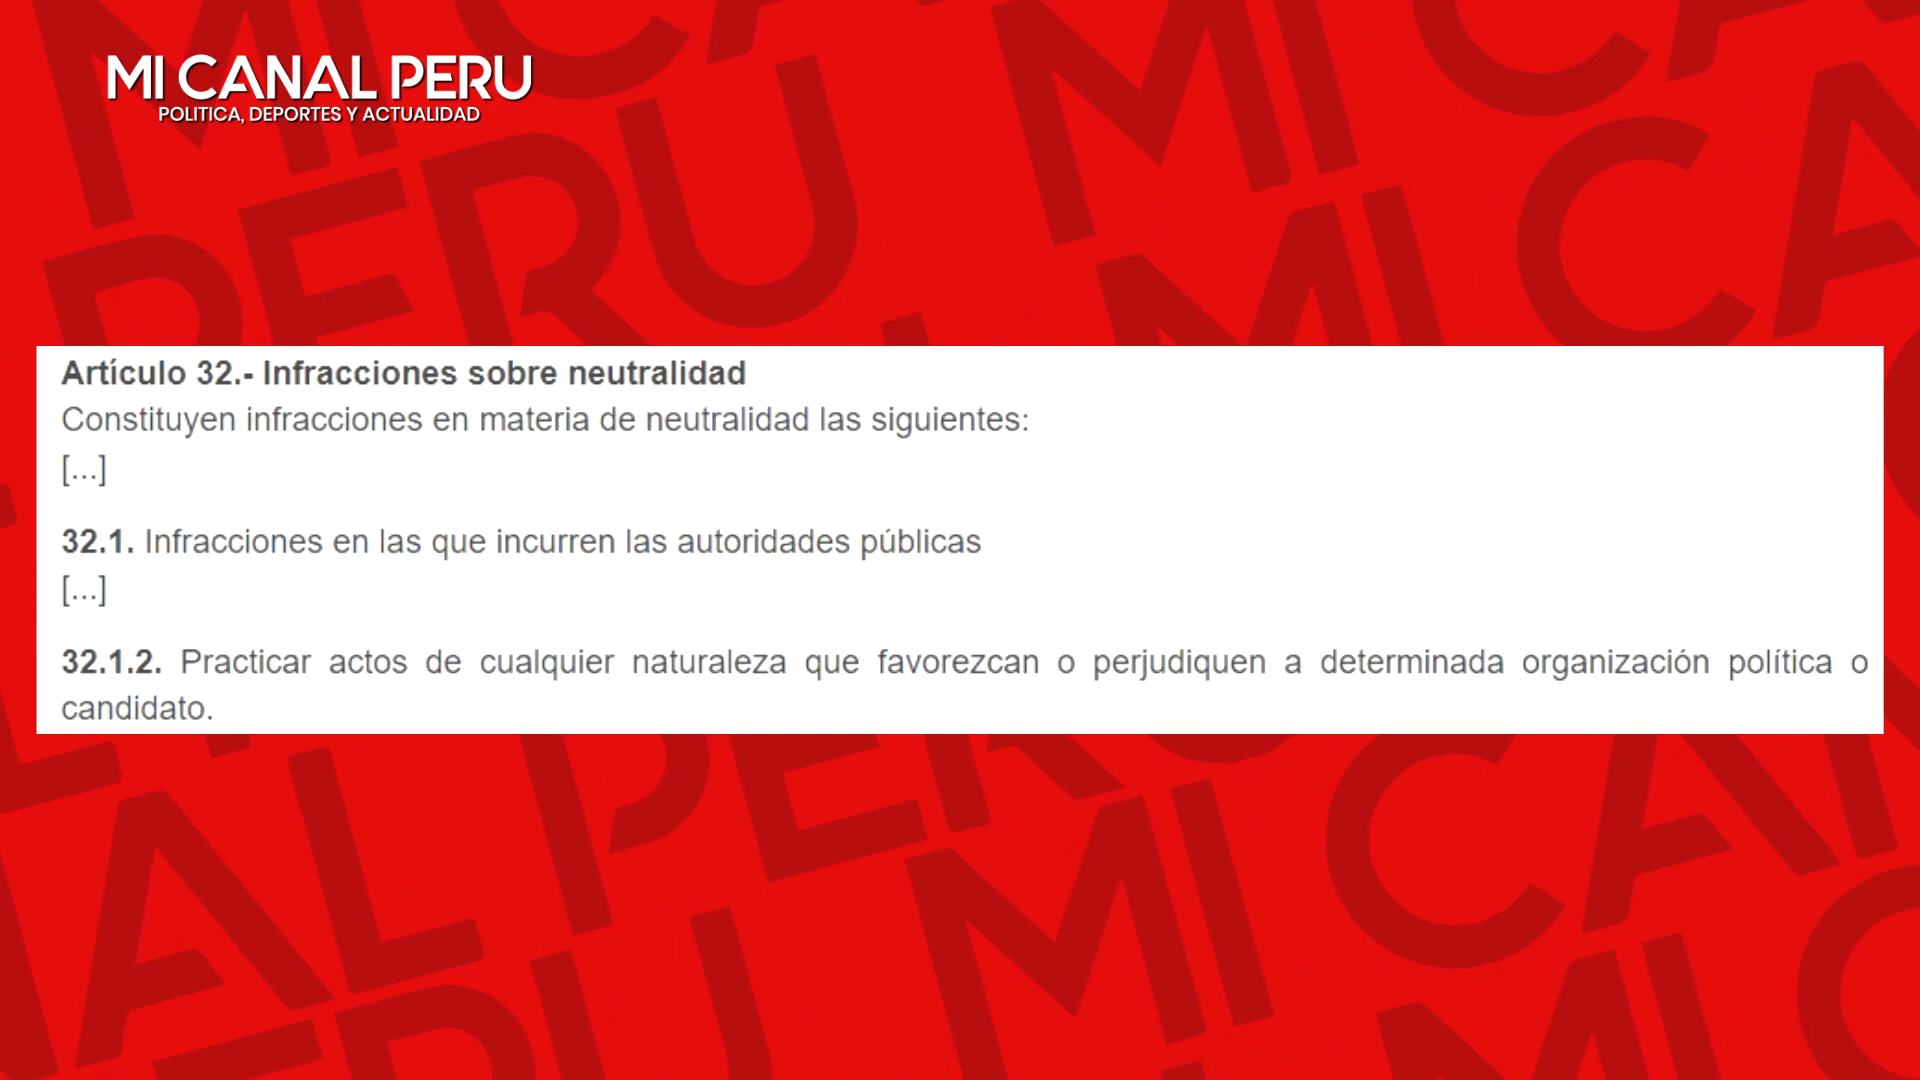 MI CANAL PERU
POLITICA, DEPORTES Y ACTUALIDAD
Artículo 32.- Infracciones sobre neutralidad
Constituyen infracciones en materia de neutralidad las siguientes:
[...]
32.1. Infracciones en las que incurren las autoridades públicas
[...]
32.1.2. Practicar actos de cualquier naturaleza que favorezcan o perjudiquen a determinada organización política o
candidato.